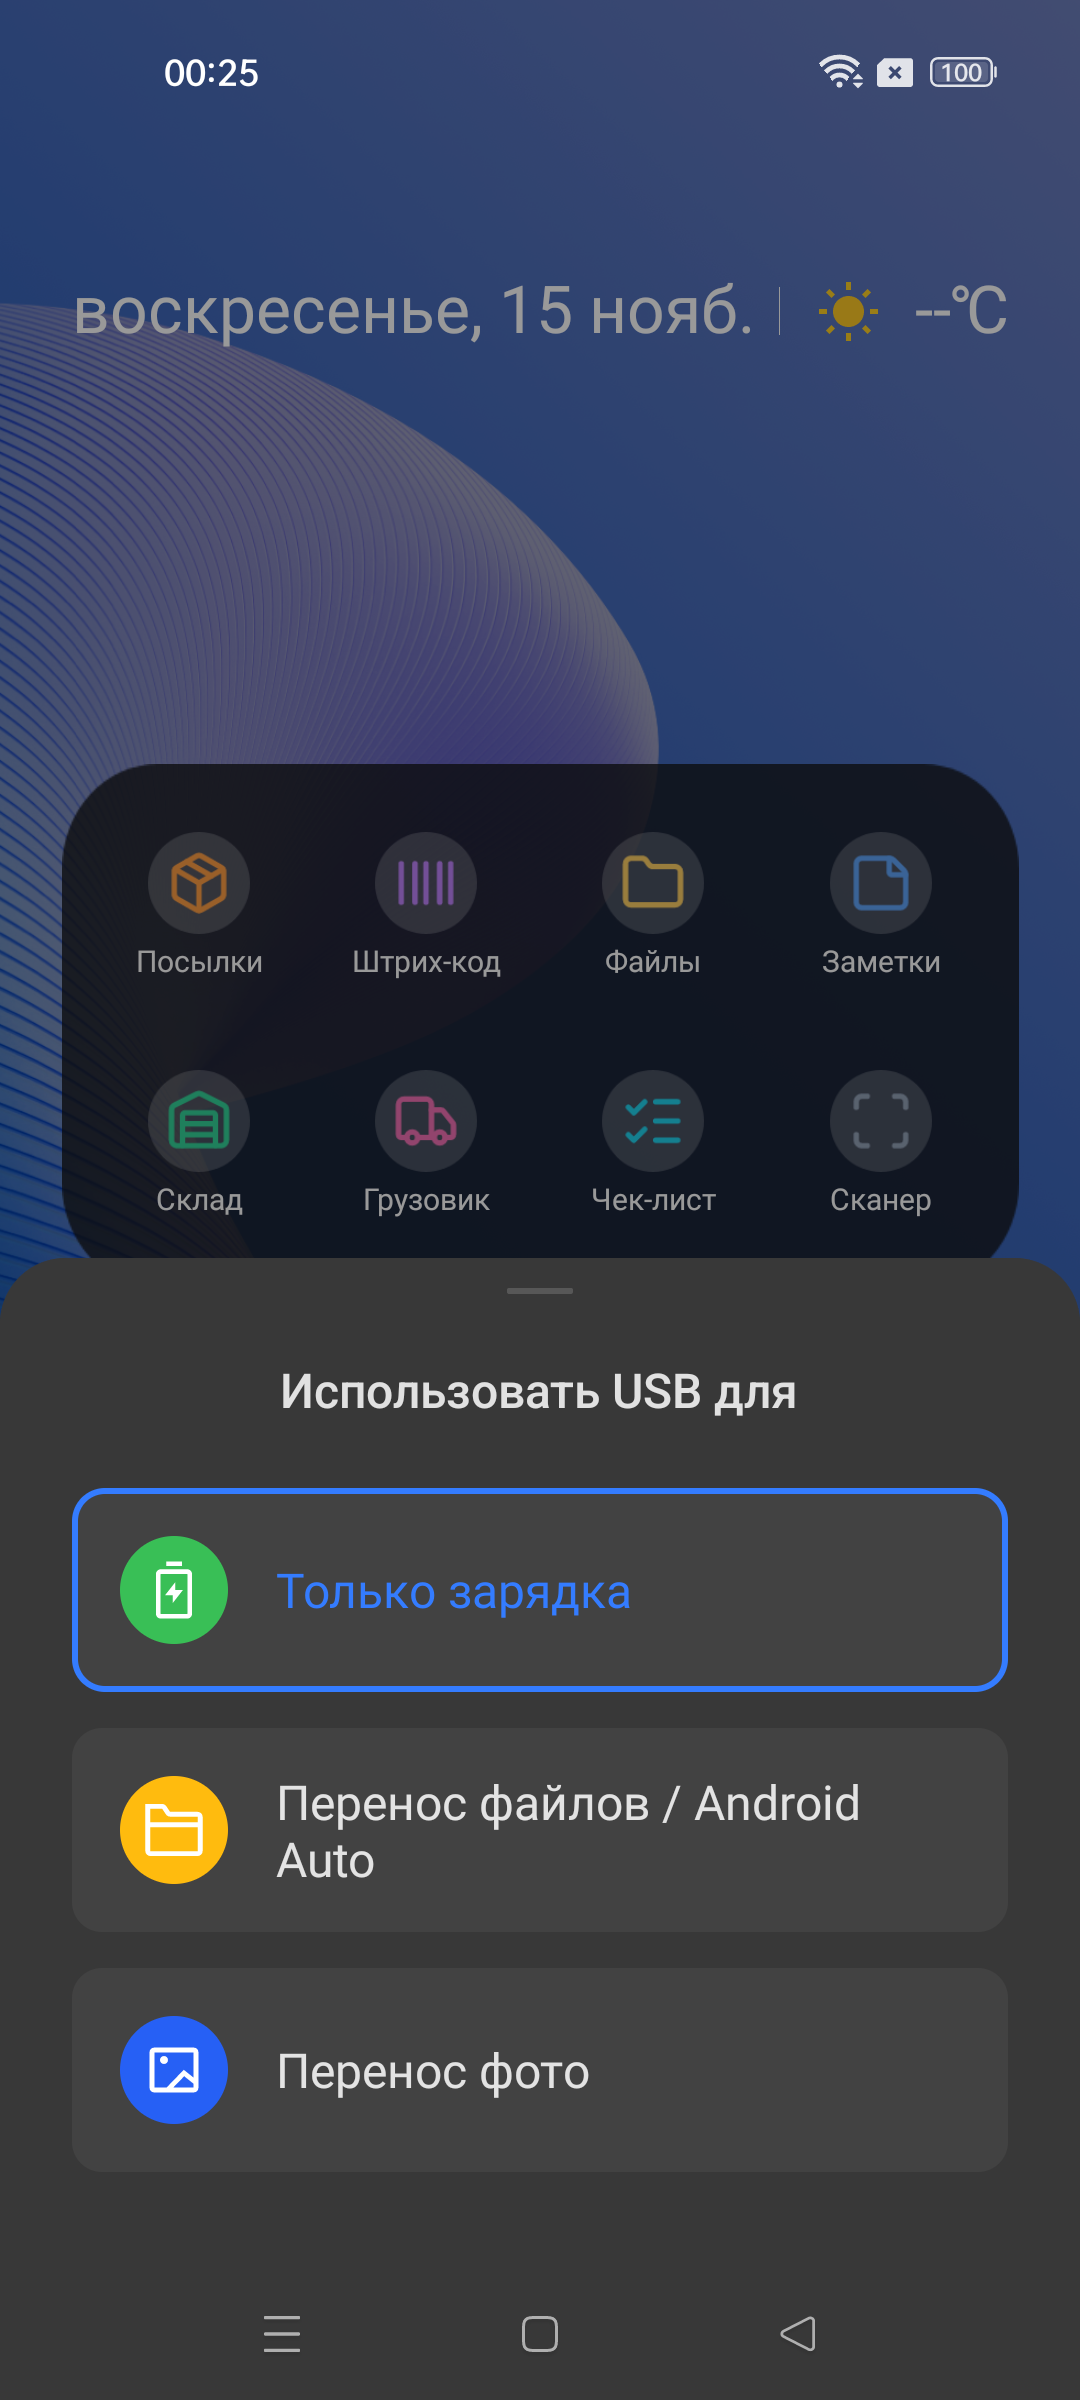 00:25
100
воскресенье, 15 нояб.
--°C
Посылки
Штрих-код
Файлы
Заметки
Склад
Грузовик
Чек-лист
Сканер
Использовать USB для
Только зарядка
Перенос файлов / Android
Auto
Перенос фото